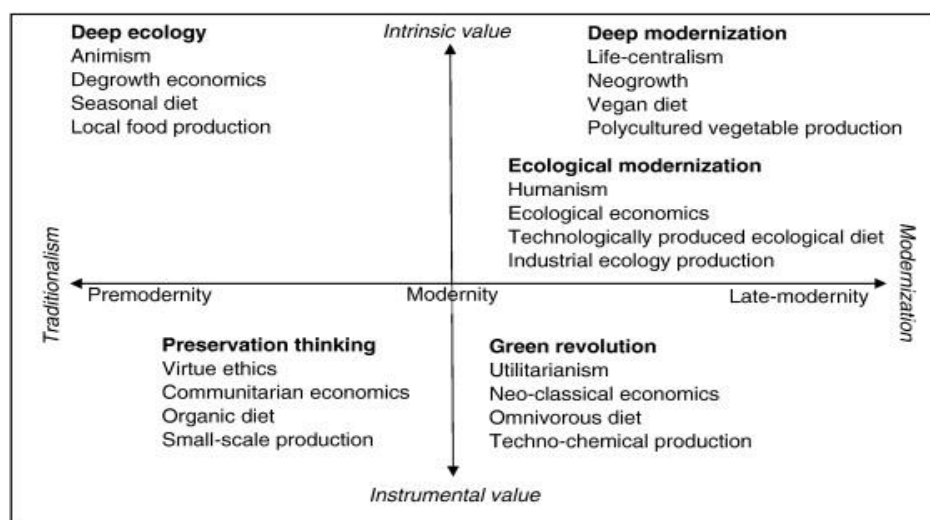 Deep ecology
Animism
Degrowth economics
Seasonal diet
Local food production
Intrinsic value
Deep modernization
Life-centralism
Neogrowth
Vegan diet
Polycultured vegetable production
Ecological modernization
Humanism
Ecological economics
Technologically produced ecological diet
Industrial ecology production
Traditionalism
Premodernity
Modernity
Late-modernity
Modernization
Preservation thinking
Virtue ethics
Communitarian economics
Organic diet
Small-scale production
Green revolution
Utilitarianism
Neo-classical economics
Omnivorous diet
Techno-chemical production
Instrumental value